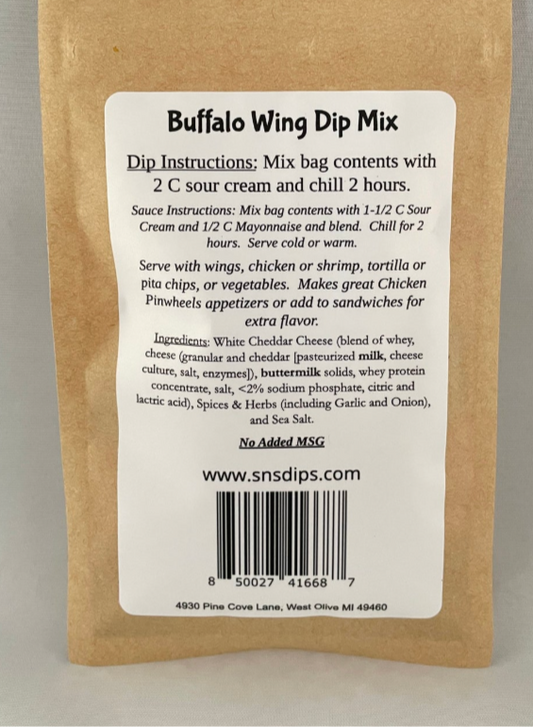 Buffalo Wing Dip Mix
Dip Instructions: Mix bag contents with
2 C sour cream and chill 2 hours.
Sauce Instructions: Mix bag contents with 1-1/2 C Sour
Cream and 1/2 C Mayonnaise and blend. Chill for 2
hours. Serve cold or warm.
Serve with wings, chicken or shrimp, tortilla or
pita chips, or vegetables. Makes great Chicken
Pinwheels appetizers or add to sandwiches for
extra flavor.
Ingredients: White Cheddar Cheese (blend of whey,
cheese (granular and cheddar [pasteurized milk, cheese
culture, salt, enzymes]), buttermilk solids, whey protein
concentrate, salt, <2% sodium phosphate, citric and
lactric acid), Spices & Herbs (including Garlic and Onion),
and Sea Salt.
No Added MSG
www.snsdips.com
8 50027 41668 7
4930 Pine Cove Lane, West Olive MI 49460